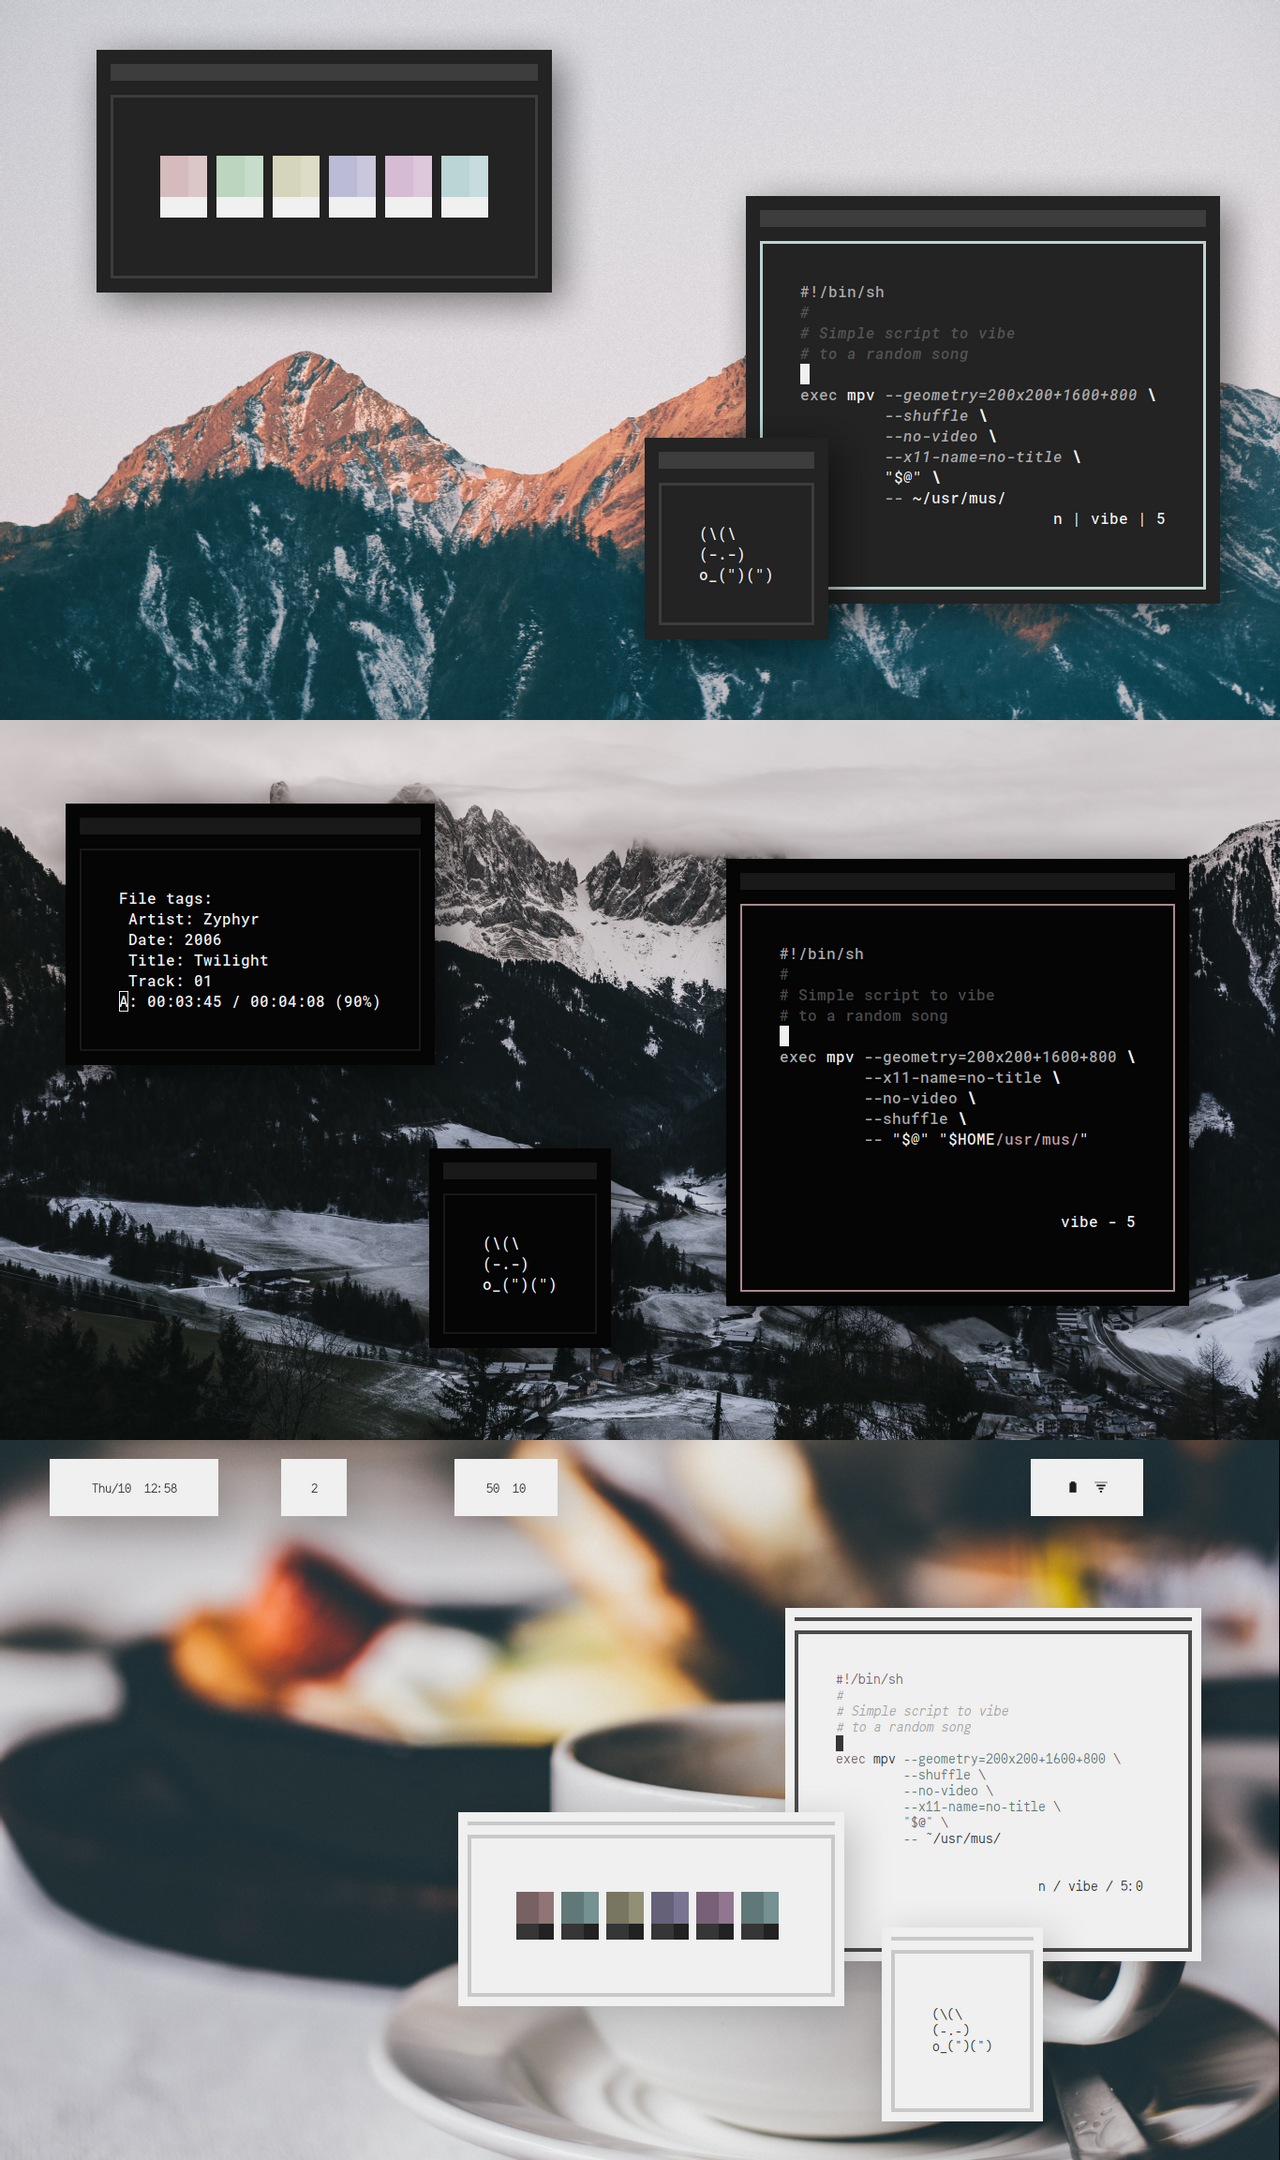 #!/bin/sh
#
# Simple script to vibe
# to a random song
exec mpv --geometry=200x200+1600+800 \
--shuffle \
--no-video \
--x11-name=no-title \
"$@" \
-- ~/usr/mus/
n | vibe | 5
(\(\
(-.-)
o_(")(")
File tags:
Artist: Zyphyr
Date: 2006
Title: Twilight
Track: 01
A: 00:03:45 / 00:04:08 (90%)
#!/bin/sh
#
# Simple script to vibe
# to a random song
exec mpv --geometry=200x200+1600+800 \
--x11-name=no-title \
--no-video \
--shuffle \
-- "$@" "$HOME/usr/mus/"
vibe - 5
(\(\
(-.-)
o_(")(")
Thu/10 12:58
2
50 10
#!/bin/sh
#
# Simple script to vibe
# to a random song
exec mpv --geometry=200x200+1600+800 \
--shuffle \
--no-video \
--x11-name=no-title \
"$@" \
-- ~/usr/mus/
n / vibe / 5:0
(\(\
(-.-)
o_(")(")